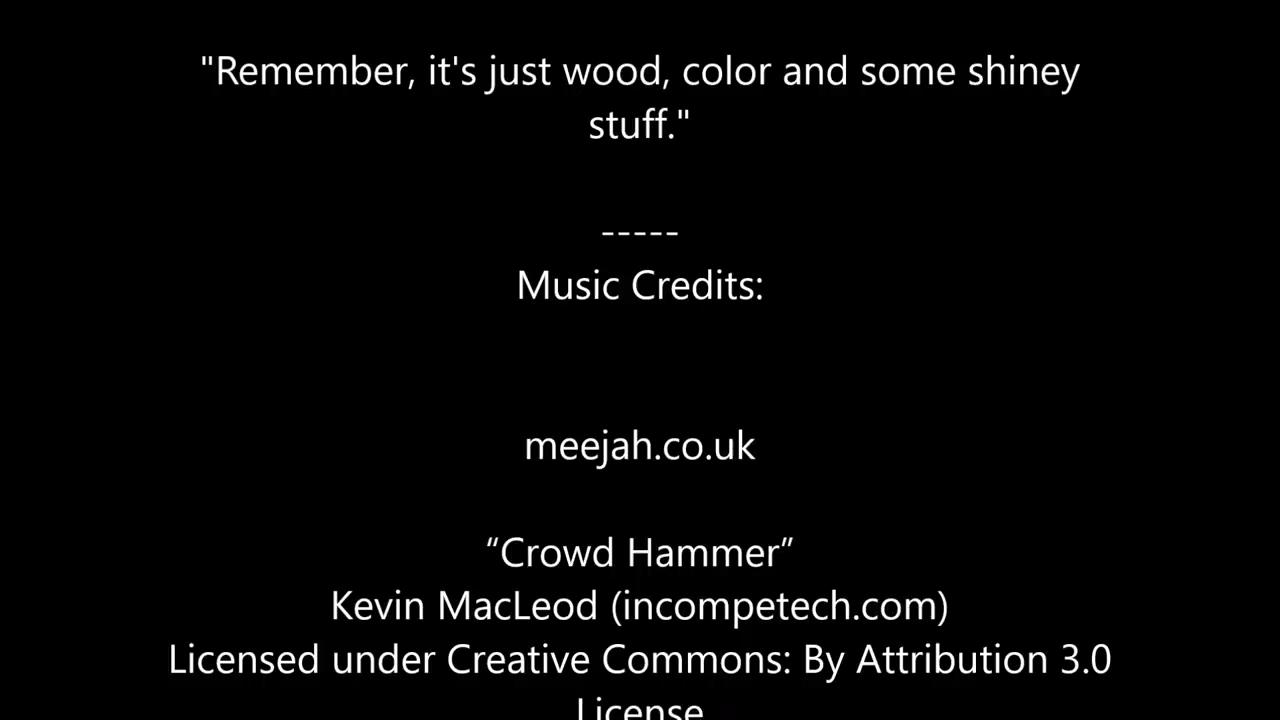 "Remember, it's just wood, color and some shiney
stuff."
-----
Music Credits:
meejah.co.uk
“Crowd Hammer”
Kevin MacLeod (incompetech.com)
Licensed under Creative Commons: By Attribution 3.0
License